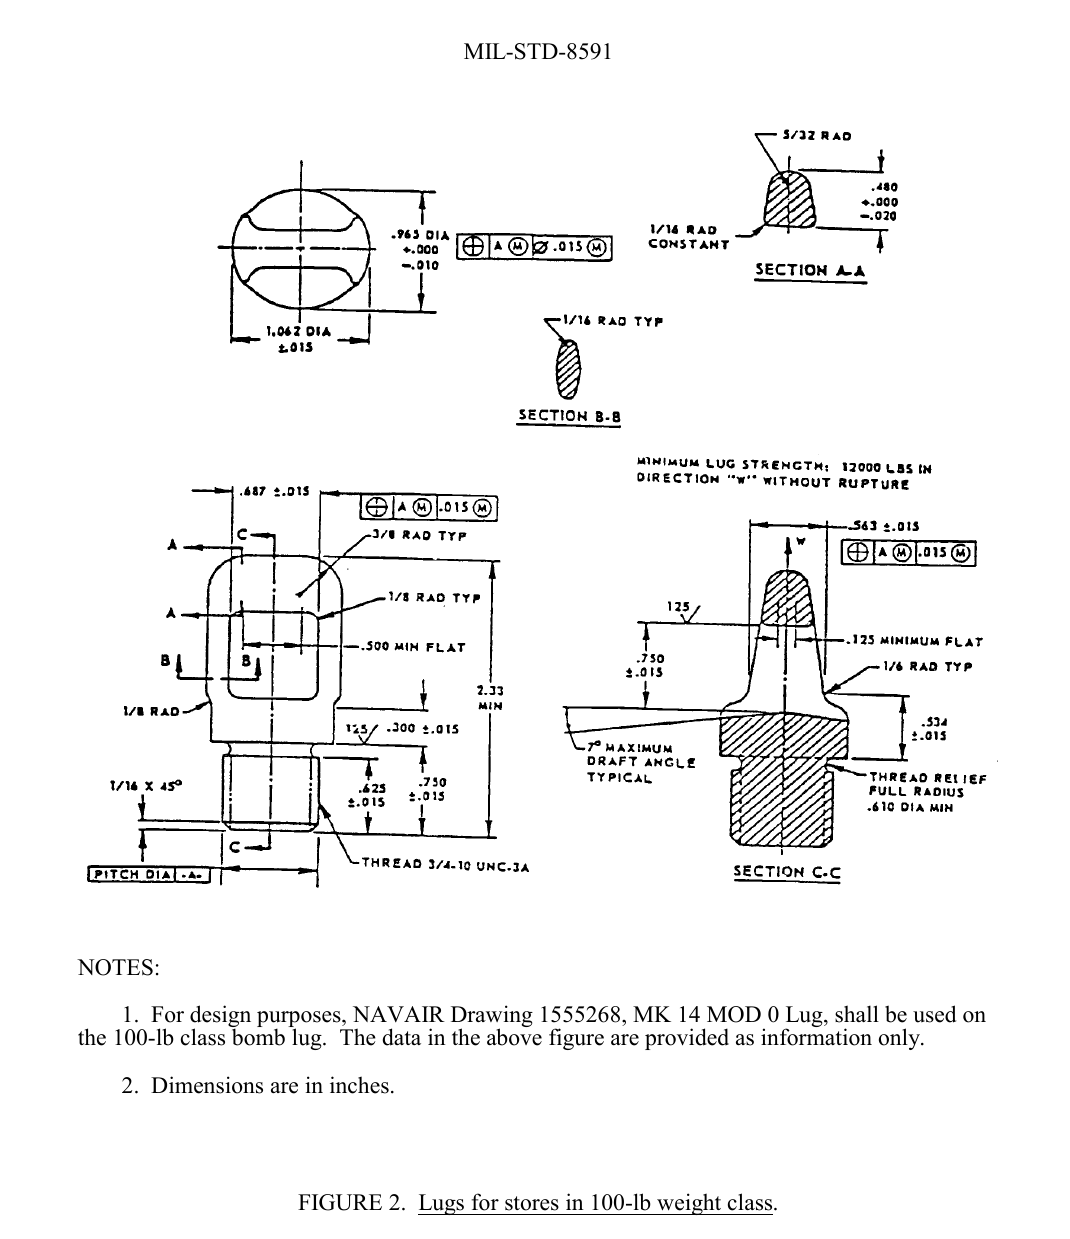 MIL-STD-8591
5/32 RAD
.480
+.000
-.020
1/16 RAD
CONSTANT
SECTION A-A
.965 DIA
+.000
-.010
⌖ A Ⓜ ⌀ .015 Ⓜ
1.062 DIA
±.015
1/16 RAD TYP
SECTION B-B
MINIMUM LUG STRENGTH: 12000 LBS IN
DIRECTION "W" WITHOUT RUPTURE
.687 ±.015
⌖ A Ⓜ .015 Ⓜ
C
3/8 RAD TYP
A
1/8 RAD TYP
A
.500 MIN FLAT
B B
2.33
MIN
1/8 RAD
125 .300 ±.015
1/16 X 45°
.625
±.015
.750
±.015
C
THREAD 3/4-10 UNC-3A
PITCH DIA -A-
.563 ±.015
W
⌖ A Ⓜ .015 Ⓜ
125
.125 MINIMUM FLAT
.750
±.015
1/6 RAD TYP
.534
±.015
7° MAXIMUM
DRAFT ANGLE
TYPICAL
THREAD RELIEF
FULL RADIUS
.610 DIA MIN
SECTION C-C
NOTES:
1. For design purposes, NAVAIR Drawing 1555268, MK 14 MOD 0 Lug, shall be used on
the 100-lb class bomb lug. The data in the above figure are provided as information only.
2. Dimensions are in inches.
FIGURE 2. Lugs for stores in 100-lb weight class.